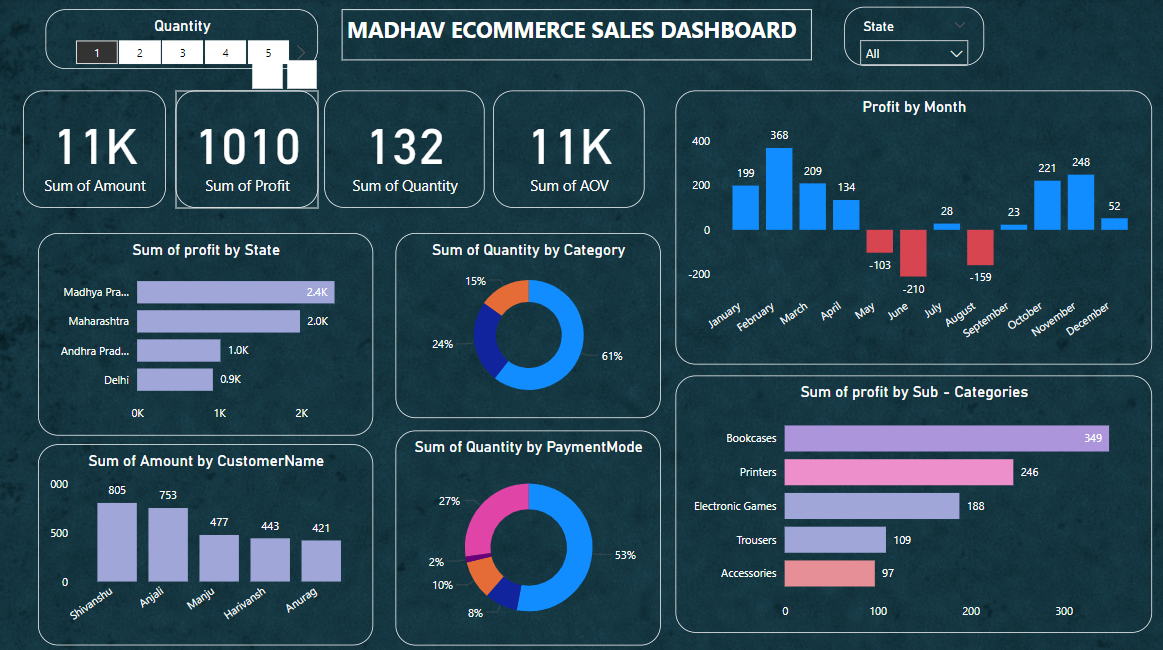 Quantity
1
2
3
4
5
MADHAV ECOMMERCE SALES DASHBOARD
State
All
11K
Sum of Amount
1010
Sum of Profit
132
Sum of Quantity
11K
Sum of AOV
Profit by Month
400
200
0
-200
199
368
209
134
-103
-210
28
-159
23
221
248
52
January
February
March
April
May
June
July
August
September
October
November
December
Sum of profit by State
Madhya Pra...
2.4K
Maharashtra
2.0K
Andhra Prad...
1.0K
Delhi
0.9K
0K
1K
2K
Sum of Quantity by Category
15%
24%
61%
Sum of profit by Sub - Categories
Bookcases
349
Printers
246
Electronic Games
188
Trousers
109
Accessories
97
0
100
200
300
Sum of Amount by CustomerName
000
500
0
805
753
477
443
421
Shivanshu
Anjali
Manju
Harivansh
Anurag
Sum of Quantity by PaymentMode
27%
2%
10%
8%
53%